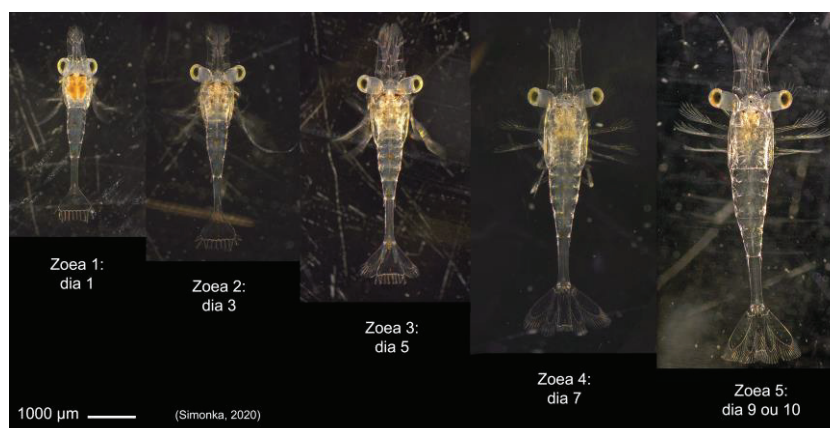 Zoea 1:
dia 1
Zoea 2:
dia 3
Zoea 3:
dia 5
Zoea 4:
dia 7
Zoea 5:
dia 9 ou 10
1000 µm
(Simonka, 2020)